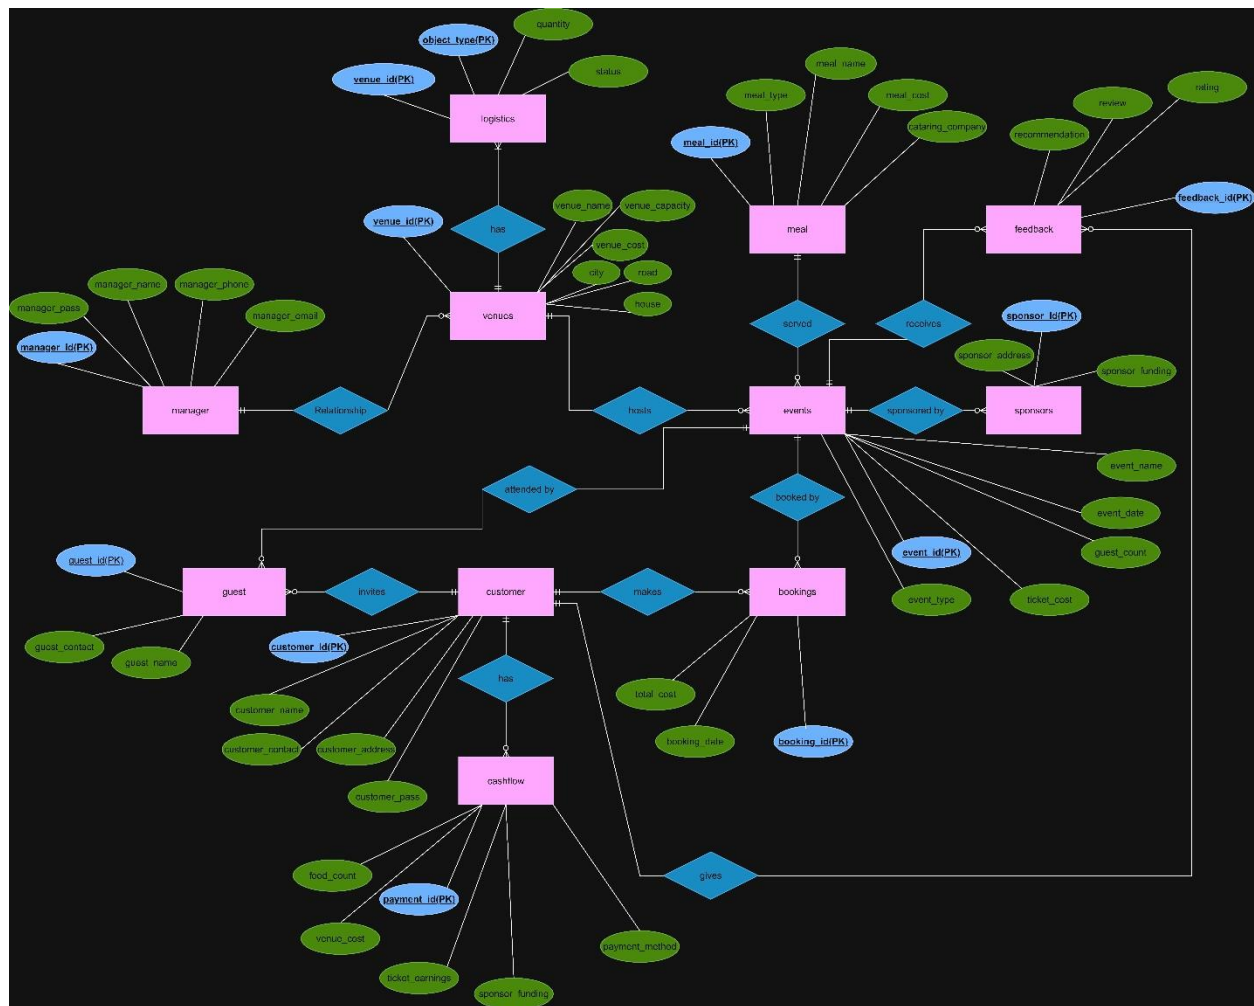 quantity
object_type(PK)
meal_name
rating
status
venue_id(PK)
meal_type
meal_cost
review
logistics
cataring_company
recommendation
meal_id(PK)
feedback_id(PK)
venue_name
venue_capacity
venue_id(PK)
has
meal
feedback
venue_cost
city
road
manager_name
manager_phone
house
manager_pass
manager_email
venues
served
receives
sponsor_id(PK)
manager_id(PK)
sponsor_address
sponsor_funding
manager
Relationship
hosts
events
sponsored by
sponsors
event_name
attended by
booked by
event_date
guest_id(PK)
event_id(PK)
guest_count
guest
invites
customer
makes
bookings
event_type
ticket_cost
guest_contact
customer_id(PK)
guest_name
has
total_cost
customer_name
booking_date
booking_id(PK)
customer_contact
customer_address
cashflow
customer_pass
food_count
gives
payment_id(PK)
venue_cost
payment_method
ticket_earnings
sponsor_funding